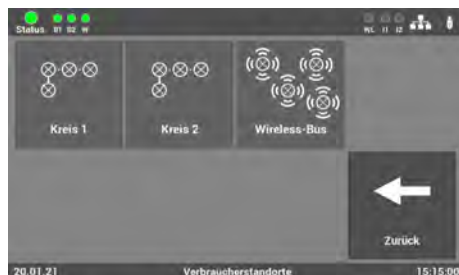 Status B1 B2 W NL I1 I2
Kreis 1 Kreis 2 Wireless-Bus
Zurück
20.01.21 Verbraucherstandorte 15:15:00